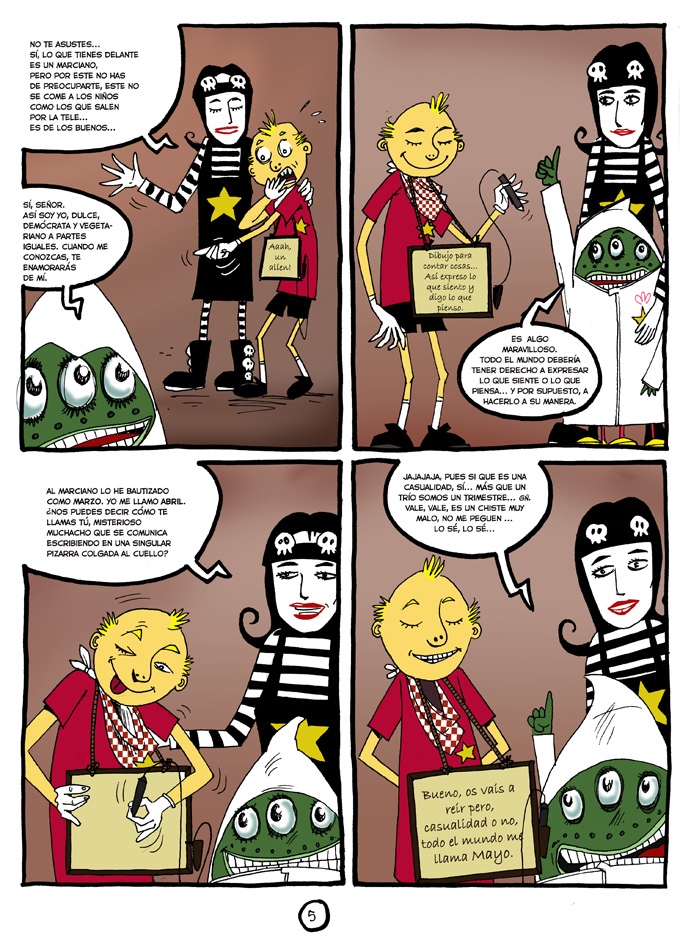 NO TE ASUSTES...
SÍ, LO QUE TIENES DELANTE
ES UN MARCIANO,
PERO POR ESTE NO HAS
DE PREOCUPARTE, ESTE NO
SE COME A LOS NIÑOS
COMO LOS QUE SALEN
POR LA TELE...
ES DE LOS BUENOS...
SÍ, SEÑOR.
ASÍ SOY YO, DULCE,
DEMÓCRATA Y VEGETA-
RIANO A PARTES
IGUALES. CUANDO ME
CONOZCAS, TE
ENAMORARÁS
DE MÍ.
Aaah,
un
alien!
Dibujo para
contar cosas...
Así expreso lo
que siento y
digo lo que
pienso.
ES ALGO
MARAVILLOSO.
TODO EL MUNDO DEBERÍA
TENER DERECHO A EXPRESAR
LO QUE SIENTE O LO QUE
PIENSA... Y POR SUPUESTO, A
HACERLO A SU MANERA.
AL MARCIANO LO HE BAUTIZADO
COMO MARZO. YO ME LLAMO ABRIL.
¿NOS PUEDES DECIR CÓMO TE
LLAMAS TÚ, MISTERIOSO
MUCHACHO QUE SE COMUNICA
ESCRIBIENDO EN UNA SINGULAR
PIZARRA COLGADA AL CUELLO?
JAJAJAJA, PUES SI QUE ES UNA
CASUALIDAD, SÍ... MÁS QUE UN
TRÍO SOMOS UN TRIMESTRE... GÑ.
VALE, VALE, ES UN CHISTE MUY
MALO, NO ME PEGUEN ...
LO SÉ, LO SÉ...
Bueno, os vais a
reír pero,
casualidad o no,
todo el mundo me
llama Mayo.
5